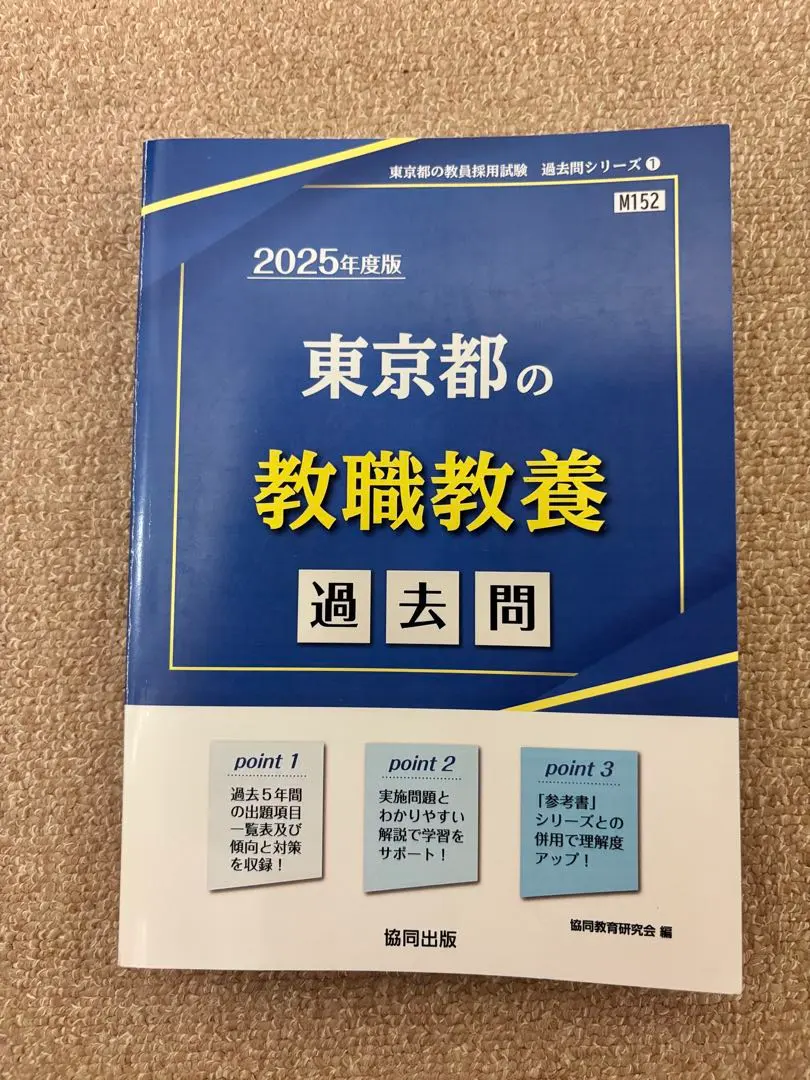 東京都の教員採用試験 過去問シリーズ❶
M152
2025年度版
東京都の
教職教養
過去問
point 1
過去5年間
の出題項目
一覧表及び
傾向と対策
を収録！
point 2
実施問題と
わかりやすい
解説で学習を
サポート！
point 3
「参考書」
シリーズとの
併用で理解度
アップ！
協同教育研究会 編
協同出版